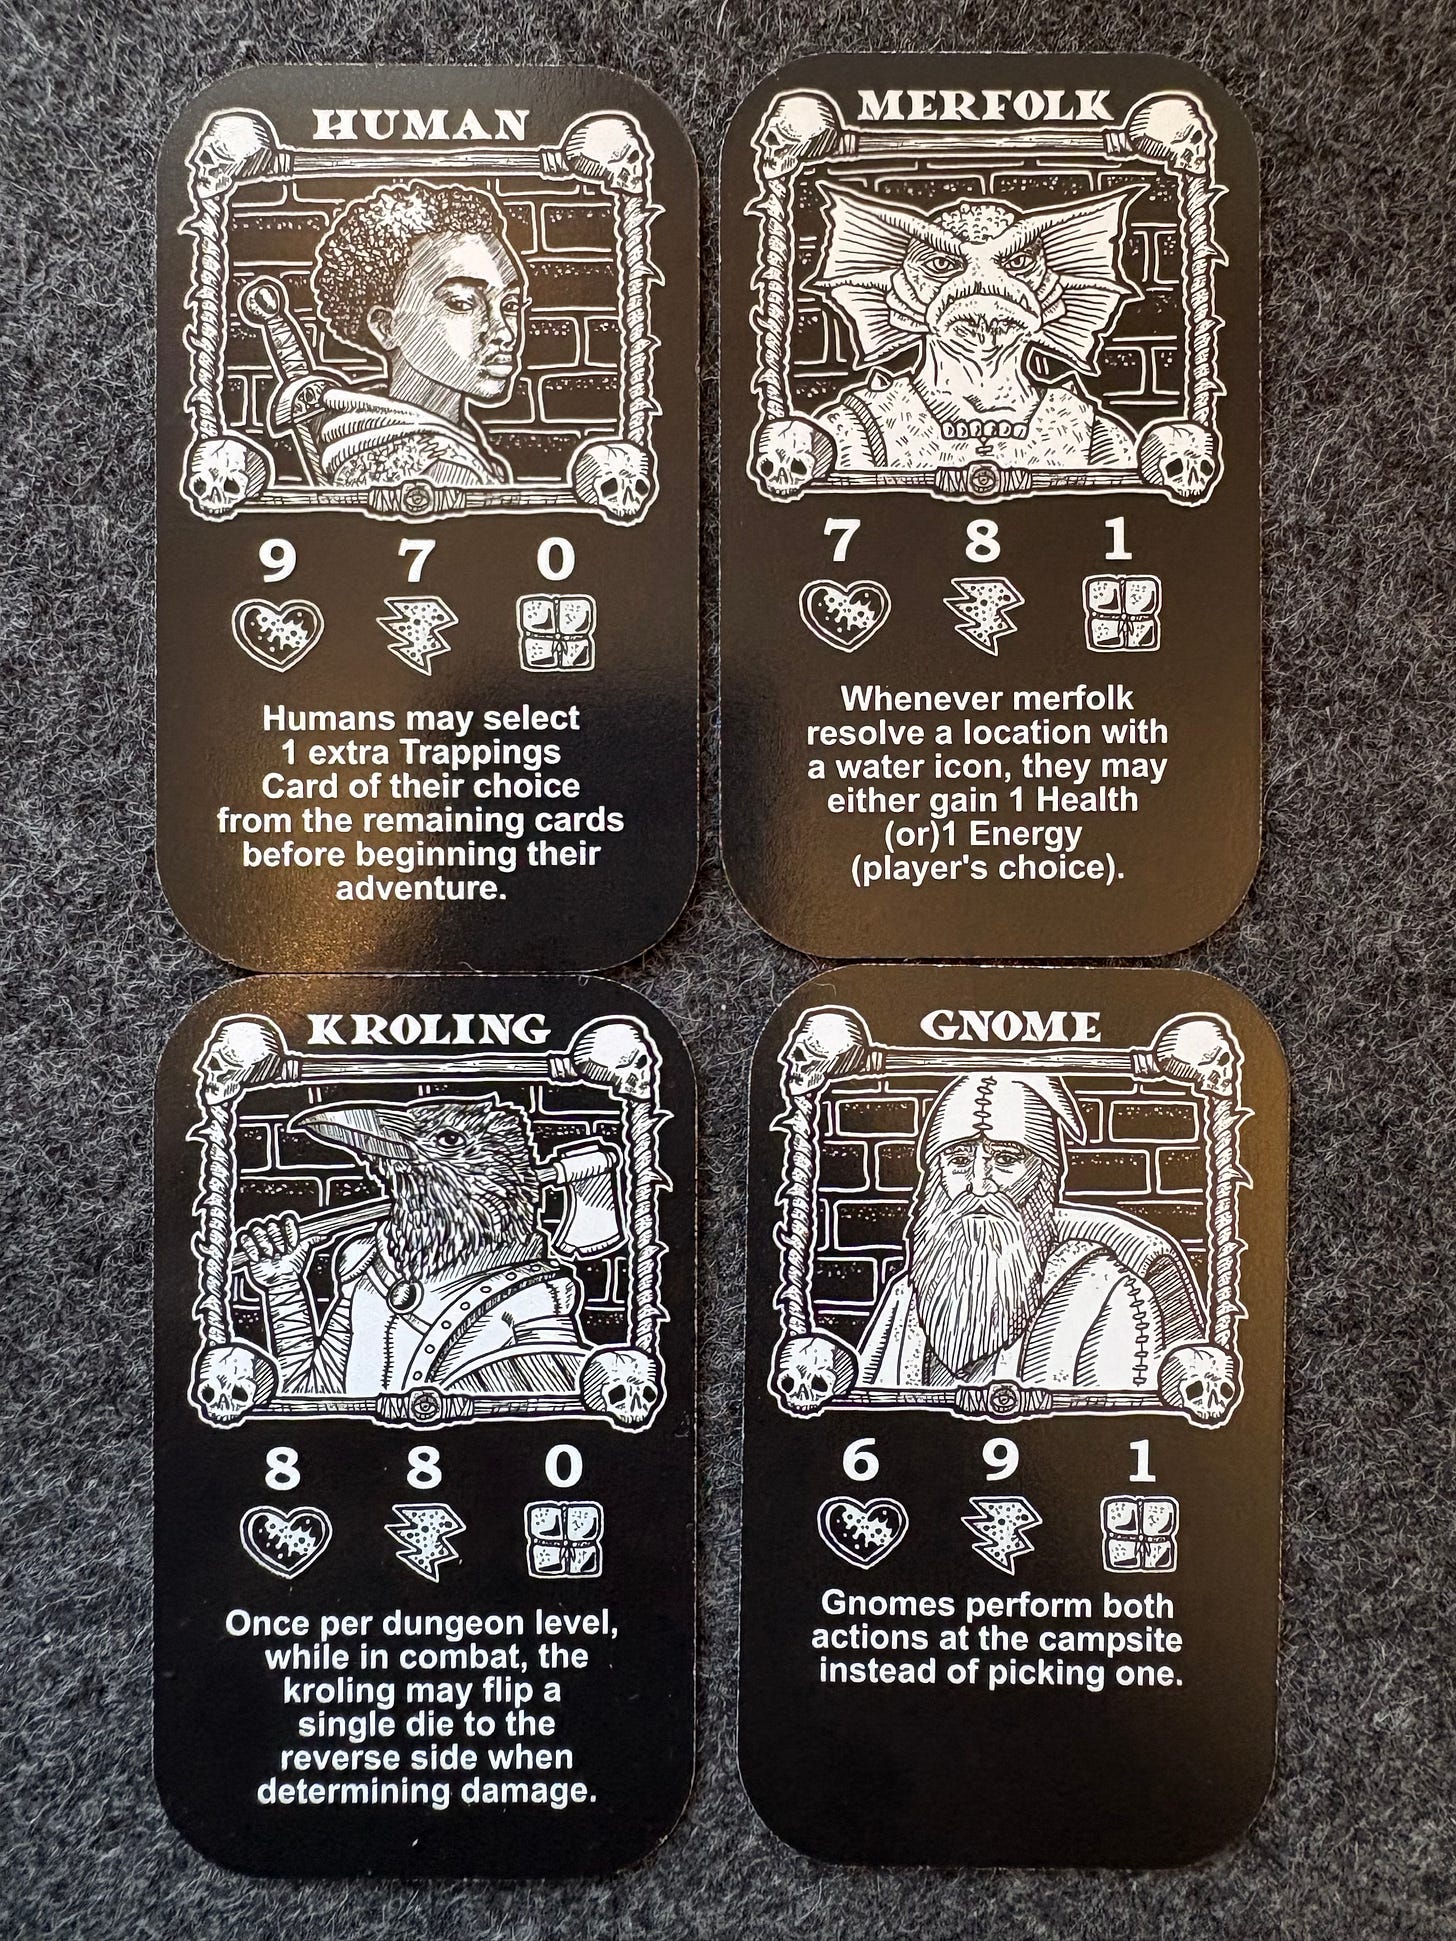 HUMAN
9 7 0
Humans may select
1 extra Trappings
Card of their choice
from the remaining cards
before beginning their
adventure.
MERFOLK
7 8 1
Whenever merfolk
resolve a location with
a water icon, they may
either gain 1 Health
(or)1 Energy
(player's choice).
KROLING
8 8 0
Once per dungeon level,
while in combat, the
kroling may flip a
single die to the
reverse side when
determining damage.
GNOME
6 9 1
Gnomes perform both
actions at the campsite
instead of picking one.